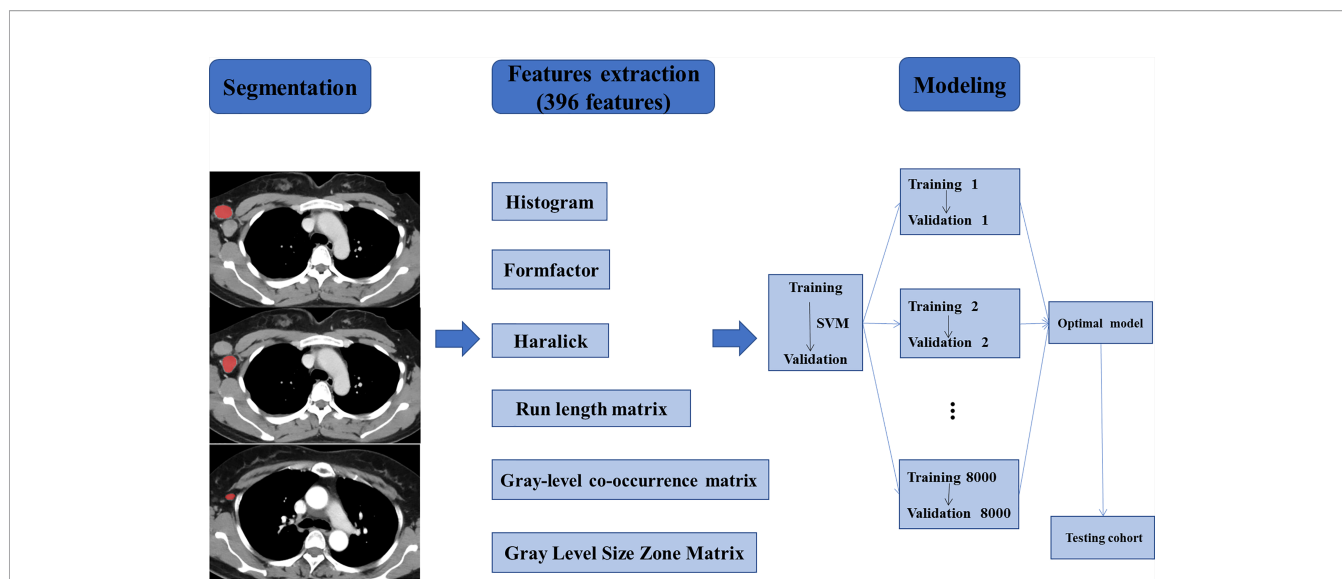 Segmentation
Features extraction
(396 features)
Modeling
Histogram
Formfactor
Haralick
Run length matrix
Gray-level co-occurrence matrix
Gray Level Size Zone Matrix
Training
SVM
Validation
Training 1
Validation 1
Training 2
Validation 2
...
Training 8000
Validation 8000
Optimal model
Testing cohort